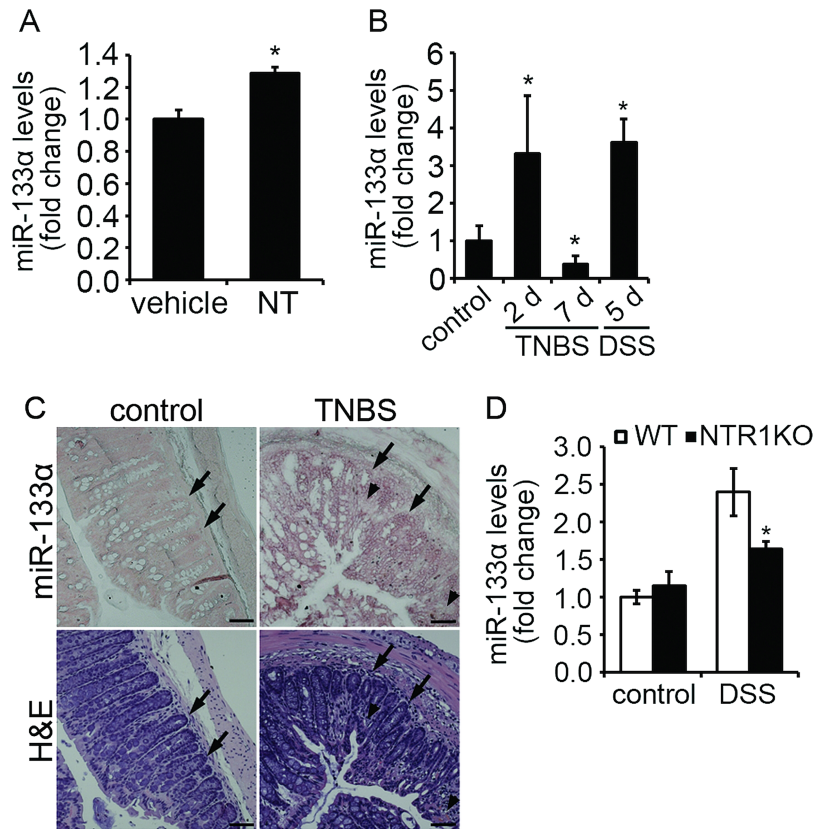 A
miR-133α levels
(fold change)
1.4
1.2
1.0
0.8
0.6
0.4
0.2
0.0
*
vehicle NT
B
miR-133α levels
(fold change)
6
5
4
3
2
1
0
*
*
*
control 2 d 7 d 5 d
TNBS DSS
C
control TNBS
miR-133α
H&E
D
WT NTR1KO
miR-133α levels
(fold change)
3.0
2.5
2.0
1.5
1.0
0.5
0.0
*
control DSS